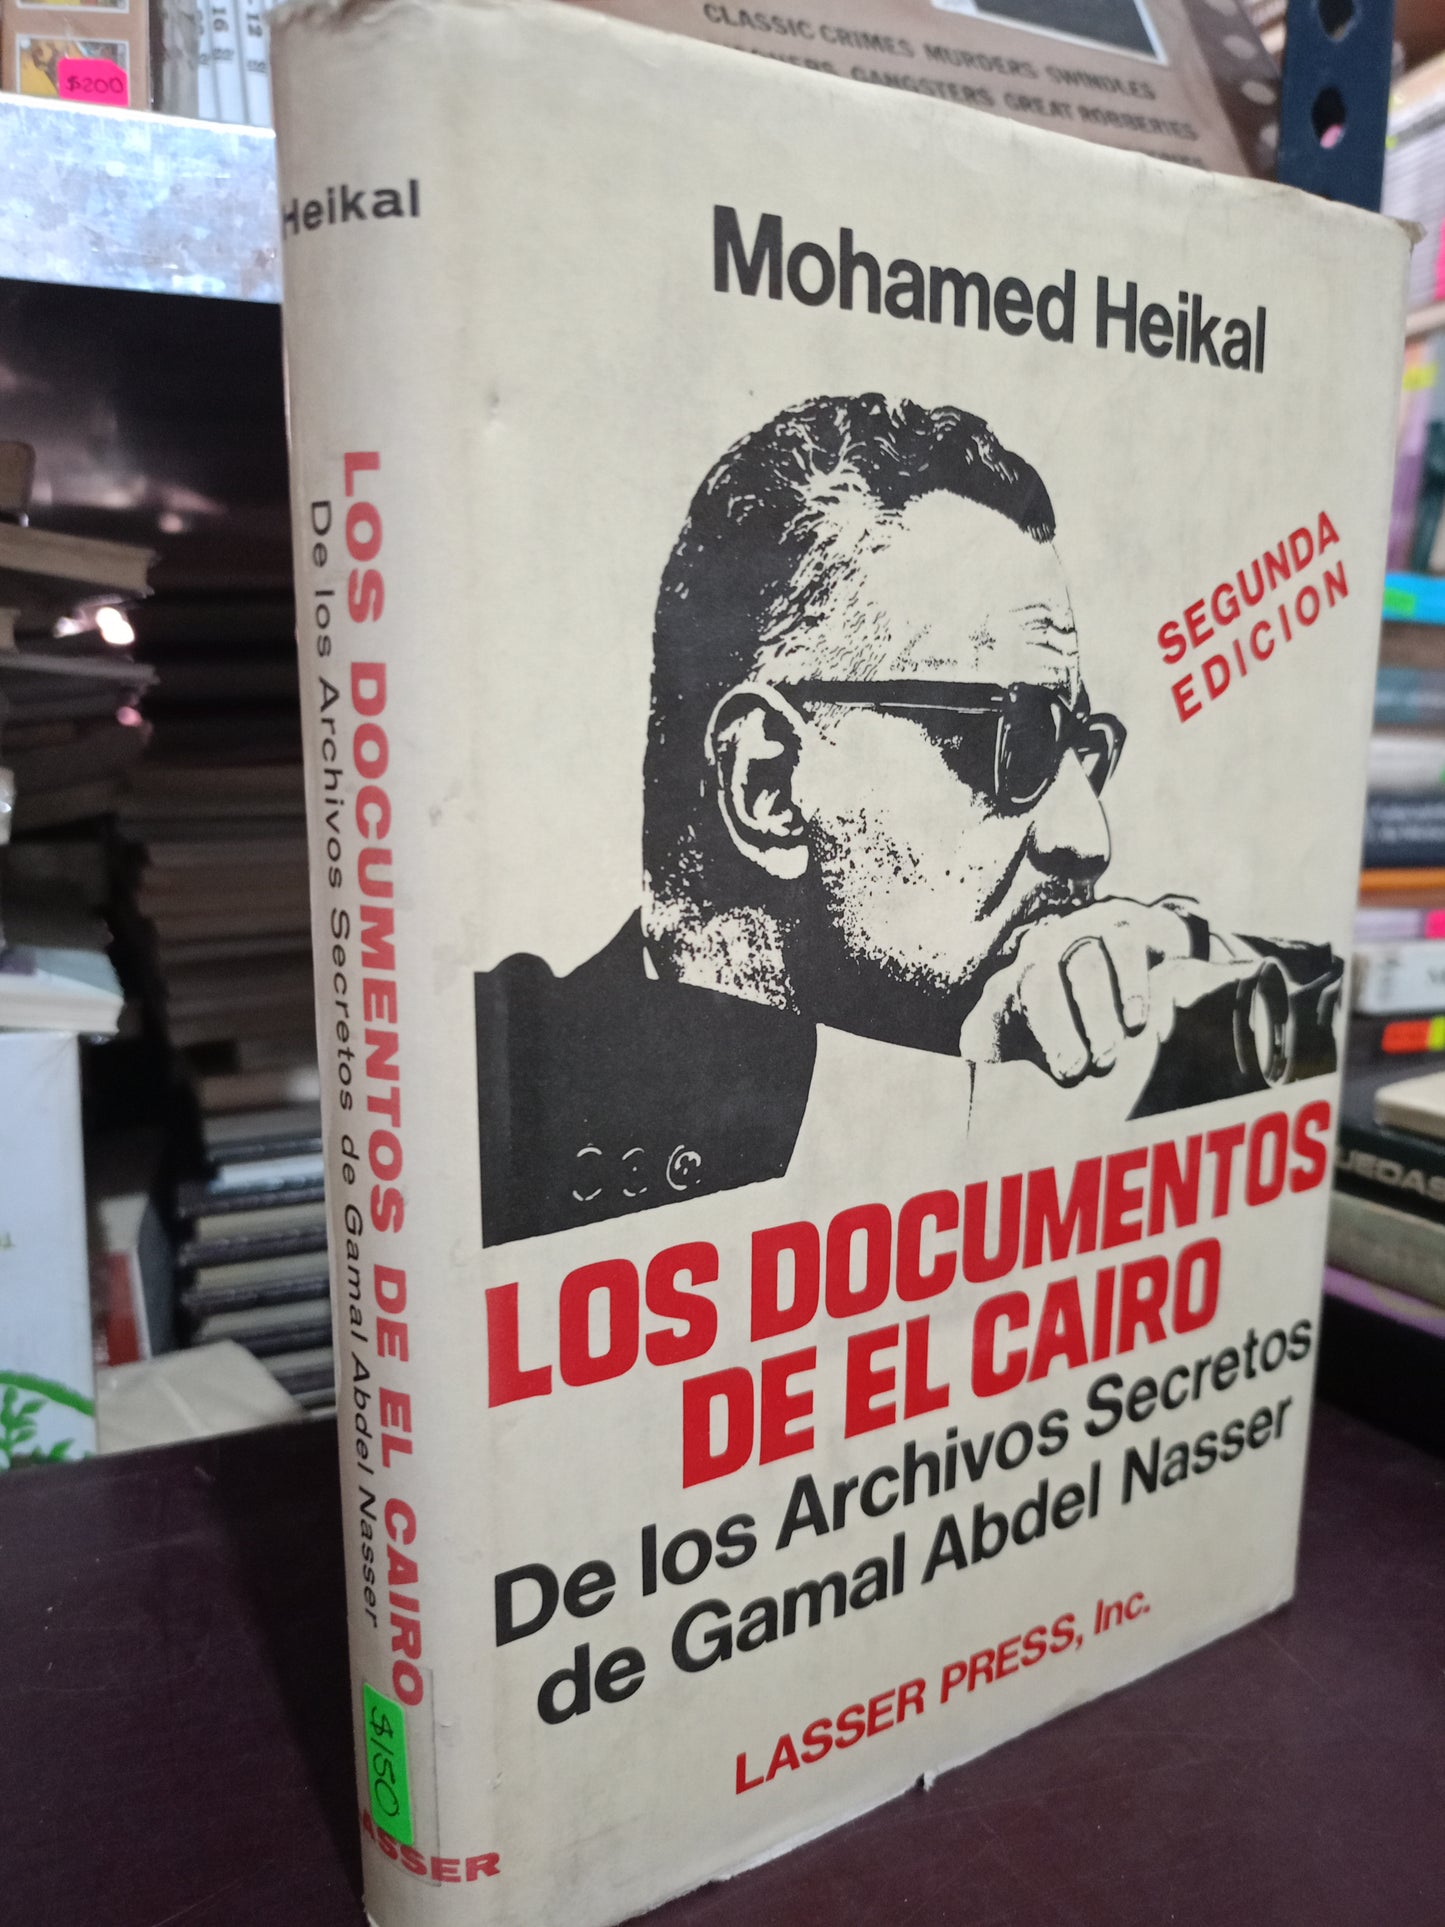 $200
CLASSIC CRIMES MURDERS SWINDLES
GANGSTERS GREAT ROBBERIES
Heikal
LOS DOCUMENTOS DE EL CAIRO
De los Archivos Secretos de Gamal Abdel Nasser
$150
ASSER
Mohamed Heikal
SEGUNDA
EDICION
LOS DOCUMENTOS
DE EL CAIRO
De los Archivos Secretos
de Gamal Abdel Nasser
LASSER PRESS, Inc.